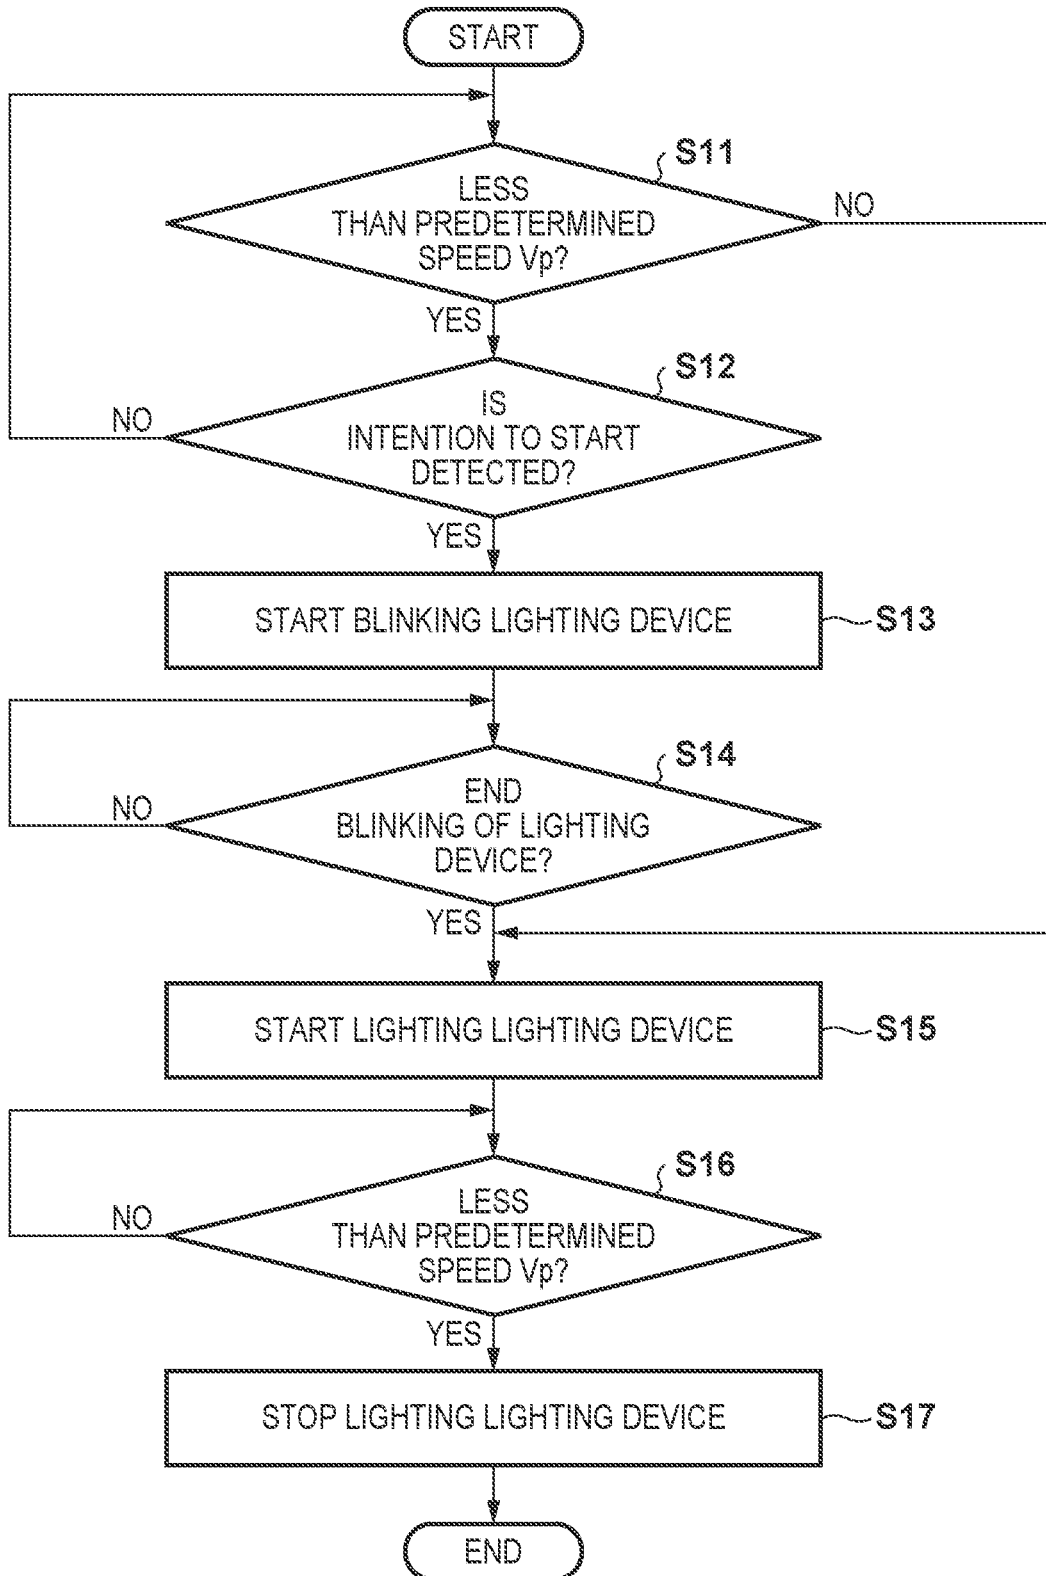 START
S11
LESS
THAN PREDETERMINED
SPEED Vp?
NO
YES
S12
IS
INTENTION TO START
DETECTED?
NO
YES
START BLINKING LIGHTING DEVICE
S13
S14
END
BLINKING OF LIGHTING
DEVICE?
NO
YES
START LIGHTING LIGHTING DEVICE
S15
S16
LESS
THAN PREDETERMINED
SPEED Vp?
NO
YES
STOP LIGHTING LIGHTING DEVICE
S17
END